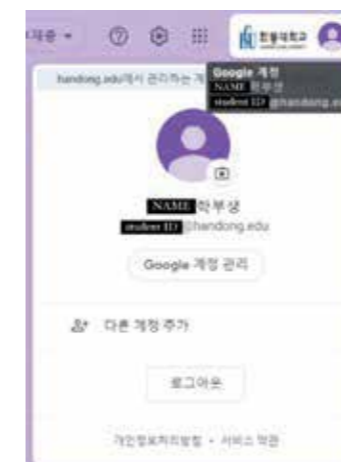 한동대학교
handong.edu에서 관리하는
Google 계정
NAME 학부생
student ID @handong.ed
NAME 학부생
student ID @handong.edu
Google 계정 관리
다른 계정 추가
로그아웃
개인정보처리방침 • 서비스 약관